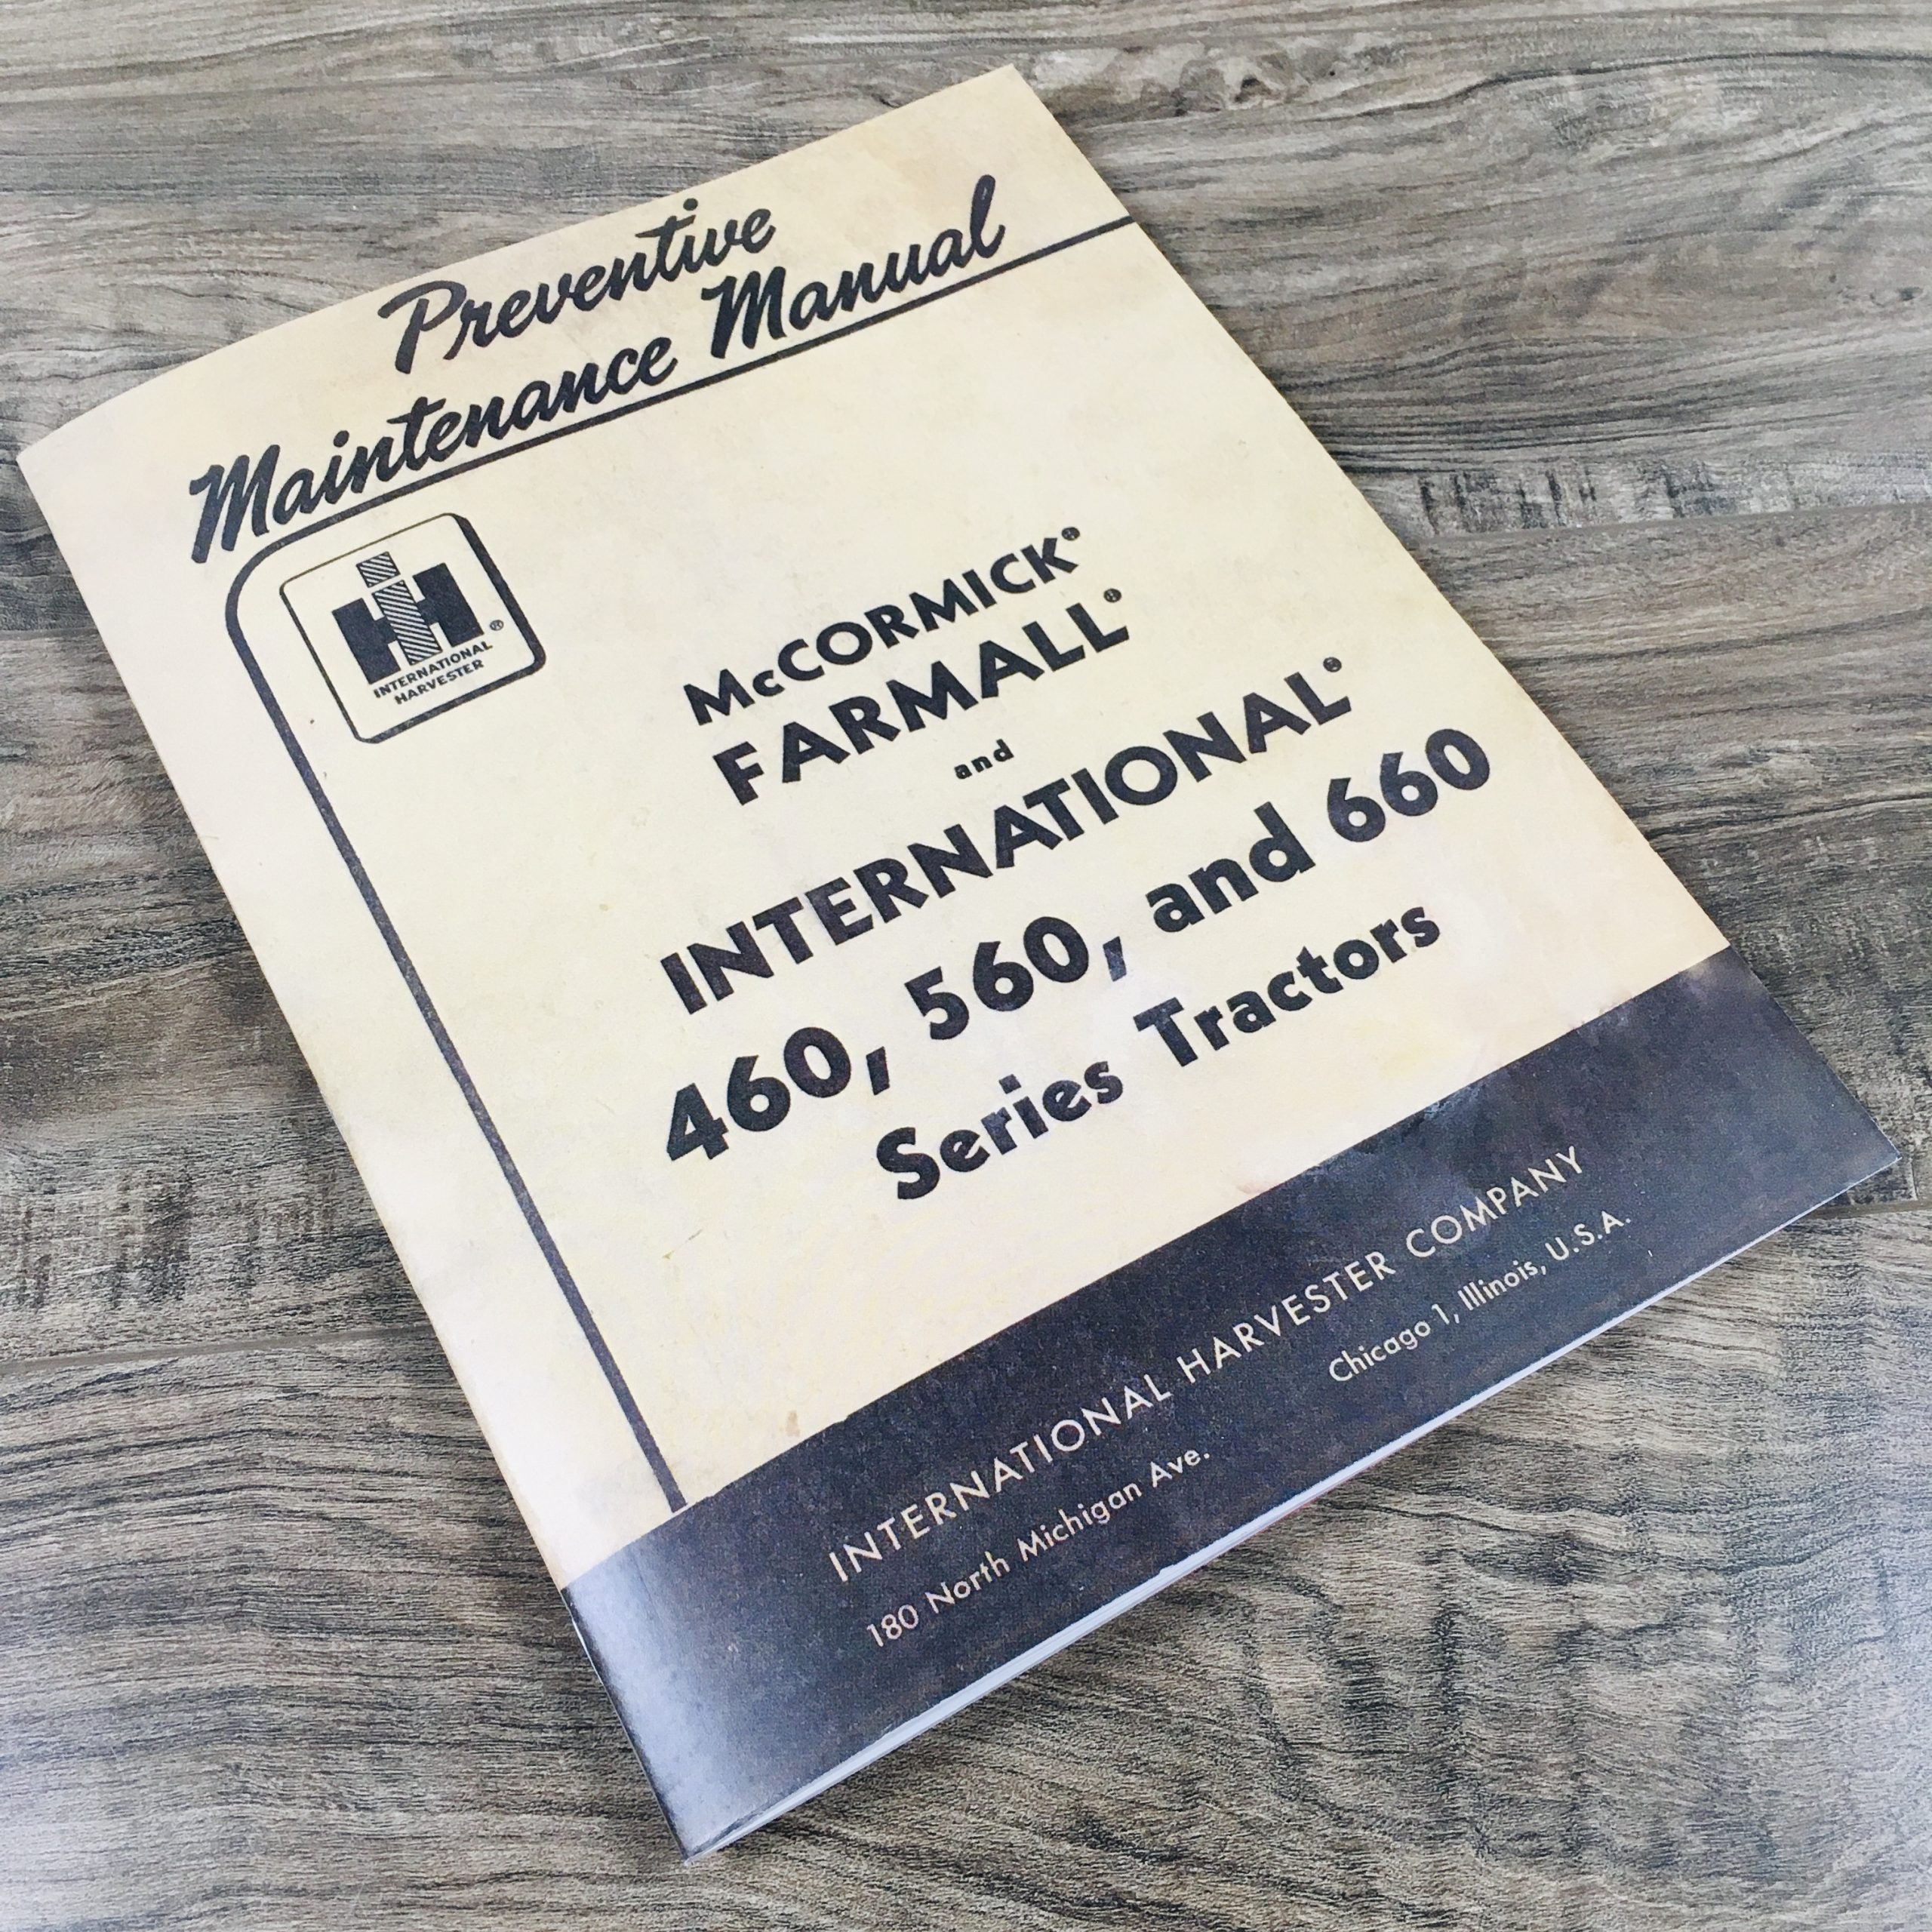 Preventive
Maintenance Manual
IH ®
INTERNATIONAL
HARVESTER
McCORMICK®
FARMALL®
and
INTERNATIONAL®
460, 560, and 660
Series Tractors
INTERNATIONAL HARVESTER COMPANY
180 North Michigan Ave. Chicago 1, Illinois, U.S.A.